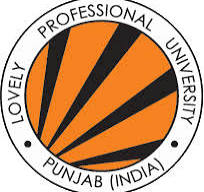 LOVELY PROFESSIONAL UNIVERSITY
PUNJAB (INDIA)